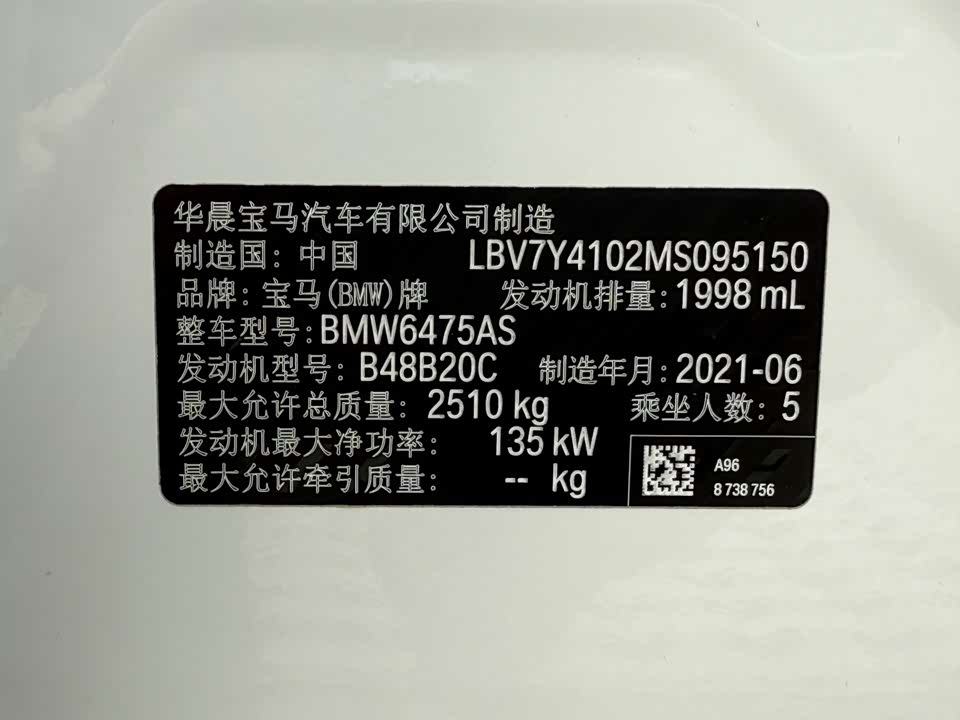 华晨宝马汽车有限公司制造
制造国：中国 LBV7Y4102MS095150
品牌：宝马(BMW)牌 发动机排量：1998 mL
整车型号：BMW6475AS
发动机型号：B48B20C 制造年月：2021-06
最大允许总质量：2510 kg 乘坐人数：5
发动机最大净功率：135 kW
最大允许牵引质量：-- kg
A96
8 738 756